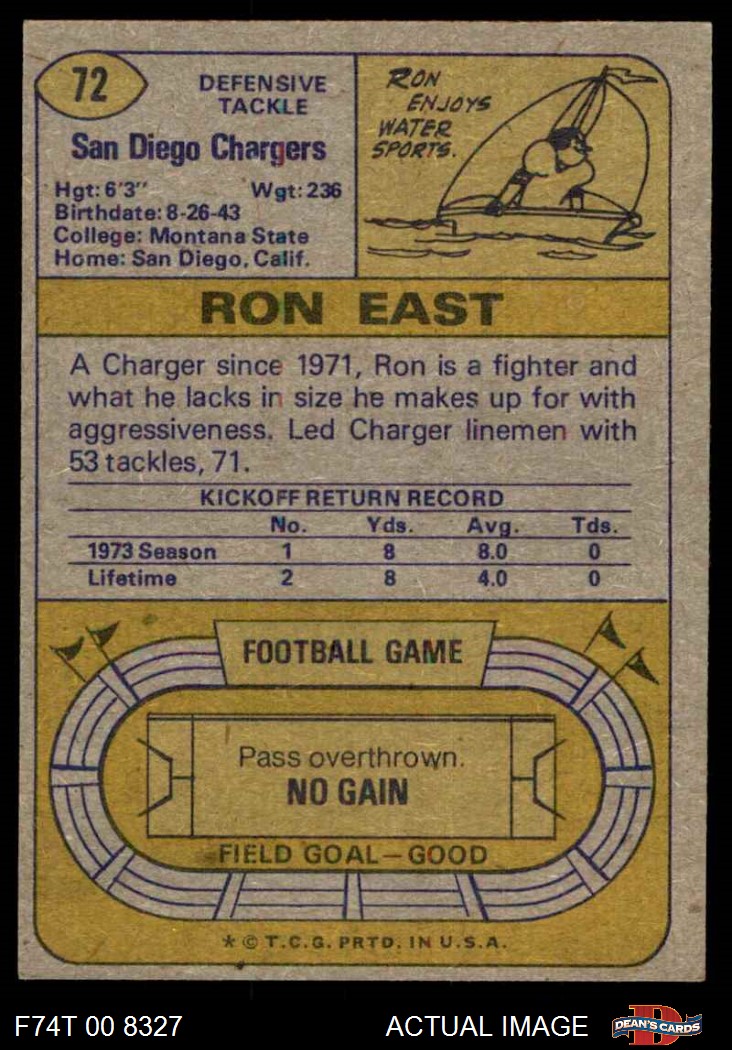 72
DEFENSIVE
TACKLE
San Diego Chargers
Hgt: 6'3" Wgt: 236
Birthdate: 8-26-43
College: Montana State
Home: San Diego, Calif.
RON
ENJOYS
WATER
SPORTS.
RON EAST
A Charger since 1971, Ron is a fighter and
what he lacks in size he makes up for with
aggressiveness. Led Charger linemen with
53 tackles, 71.
KICKOFF RETURN RECORD
No. Yds. Avg. Tds.
1973 Season 1 8 8.0 0
Lifetime 2 8 4.0 0
FOOTBALL GAME
Pass overthrown.
NO GAIN
FIELD GOAL—GOOD
* © T.C.G. PRTD. IN U.S.A.
F74T 00 8327 ACTUAL IMAGE
D
DEAN'S CARDS